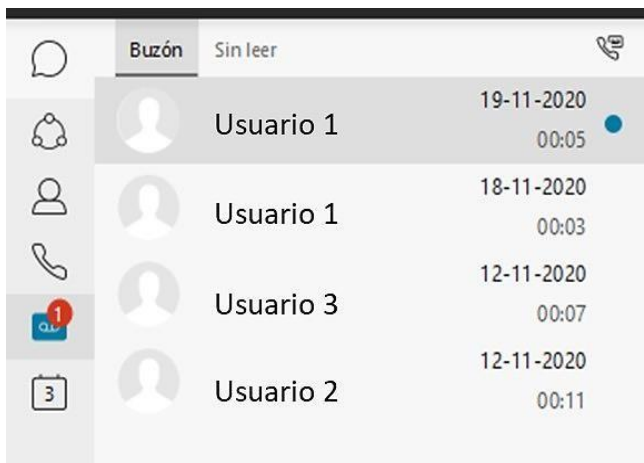 Buzón Sin leer
19-11-2020
Usuario 1
00:05
18-11-2020
Usuario 1
00:03
12-11-2020
Usuario 3
00:07
1
12-11-2020
Usuario 2
00:11
3